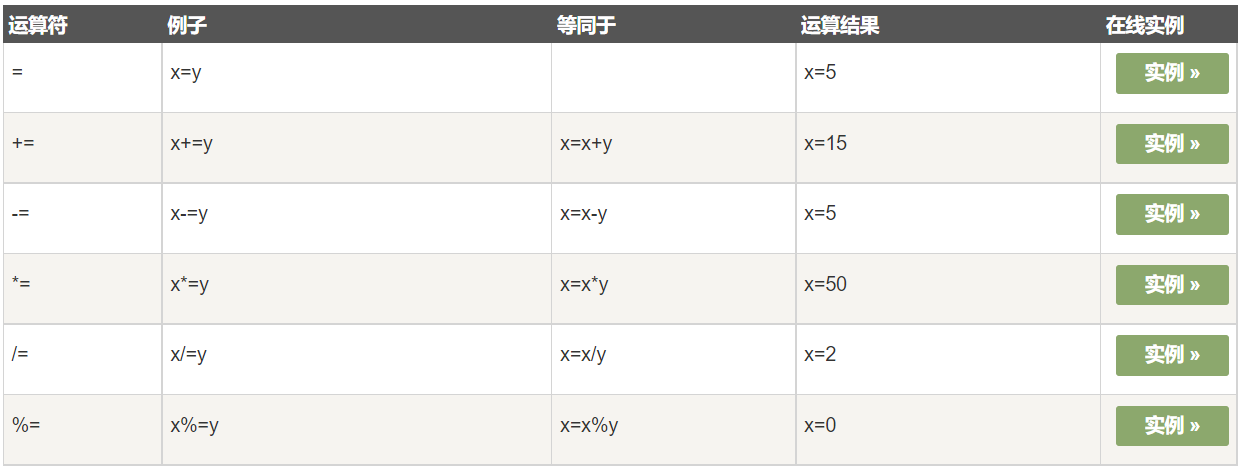 运算符 例子 等同于 运算结果 在线实例
= x=y x=5 实例 »
+= x+=y x=x+y x=15 实例 »
-= x-=y x=x-y x=5 实例 »
*= x*=y x=x*y x=50 实例 »
/= x/=y x=x/y x=2 实例 »
%= x%=y x=x%y x=0 实例 »